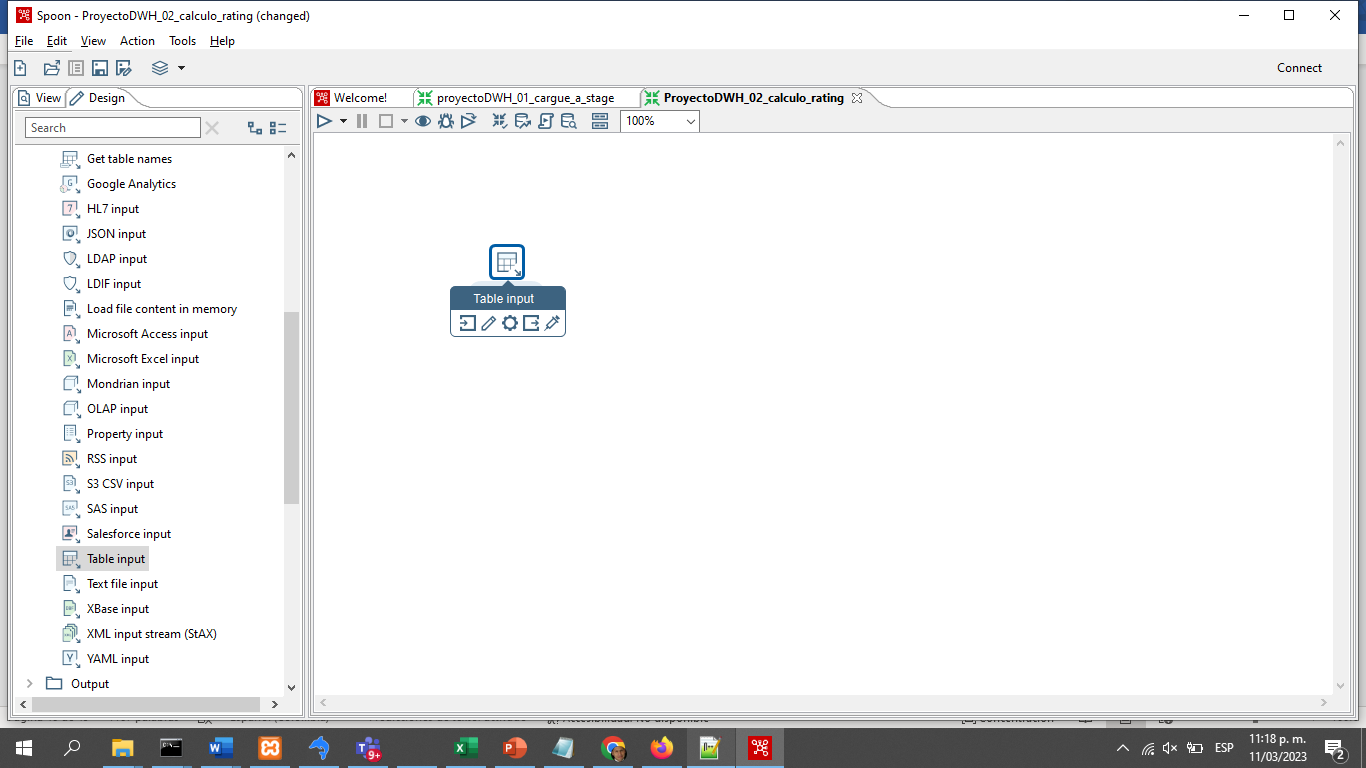 Spoon - ProyectoDWH_02_calculo_rating (changed)
File Edit View Action Tools Help
Connect
View Design
Welcome! proyectoDWH_01_cargue_a_stage ProyectoDWH_02_calculo_rating
Search
100%
Get table names
Google Analytics
HL7 input
JSON input
LDAP input
LDIF input
Load file content in memory
Microsoft Access input
Microsoft Excel input
Mondrian input
OLAP input
Property input
RSS input
S3 CSV input
SAS input
Salesforce input
Table input
Text file input
XBase input
XML input stream (StAX)
YAML input
Output
Table input
ESP
11:18 p. m.
11/03/2023
9+
2